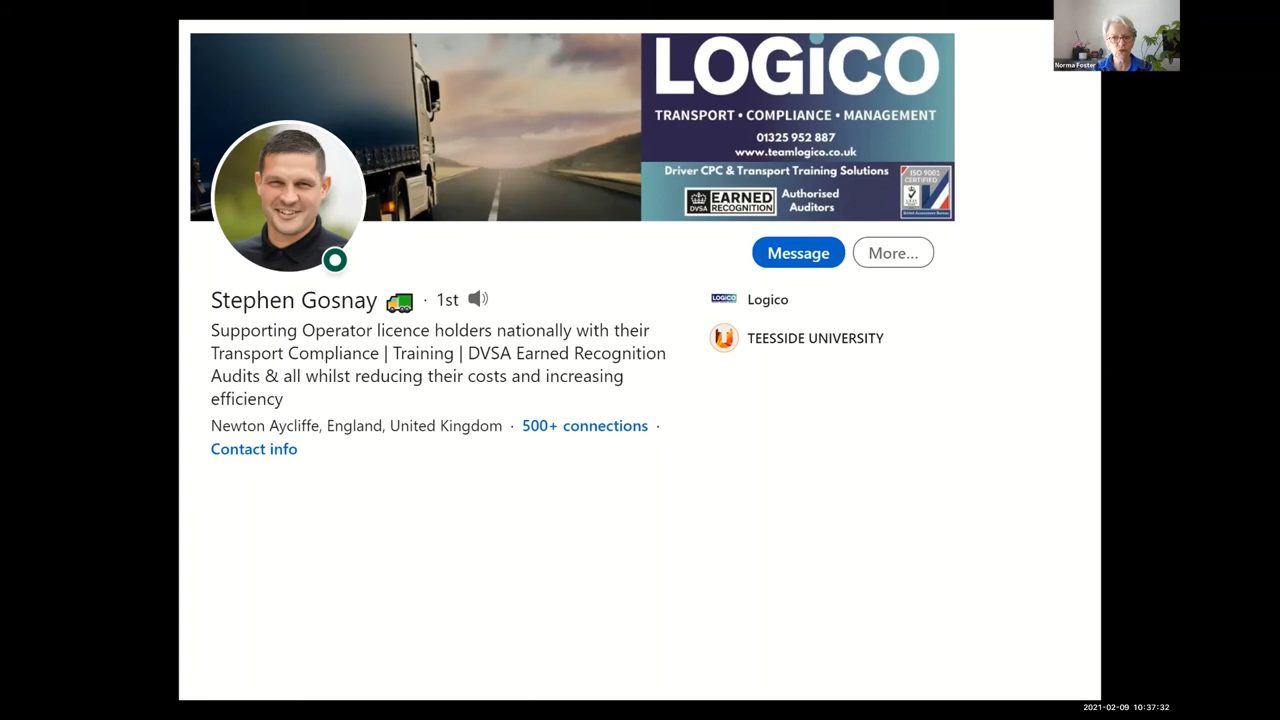 LOGiCO
TRANSPORT • COMPLIANCE • MANAGEMENT
01325 952 887
www.teamlogico.co.uk
Driver CPC & Transport Training Solutions
DVSA
EARNED
RECOGNITION
Authorised
Auditors
ISO 9001
CERTIFIED
Norma Foster
Message
More...
Stephen Gosnay · 1st
Supporting Operator licence holders nationally with their
Transport Compliance | Training | DVSA Earned Recognition
Audits & all whilst reducing their costs and increasing
efficiency
Newton Aycliffe, England, United Kingdom · 500+ connections ·
Contact info
LOGiCO
Logico
TEESSIDE UNIVERSITY
2021-02-09 10:37:32